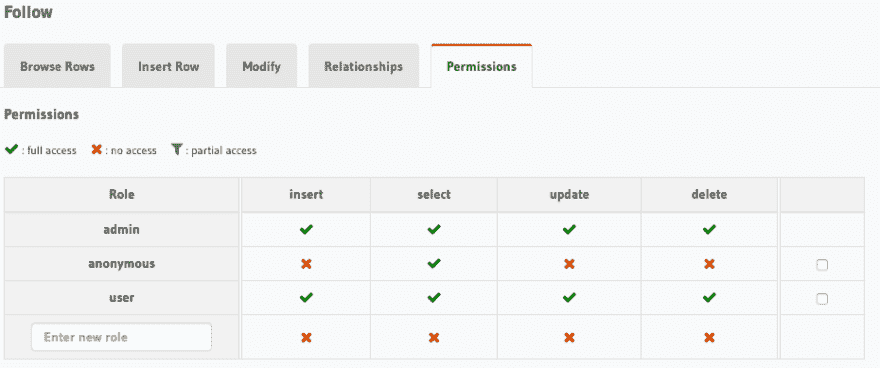 Follow
Browse Rows Insert Row Modify Relationships Permissions
Permissions
: full access : no access : partial access
Role insert select update delete
admin
anonymous
user
Enter new role